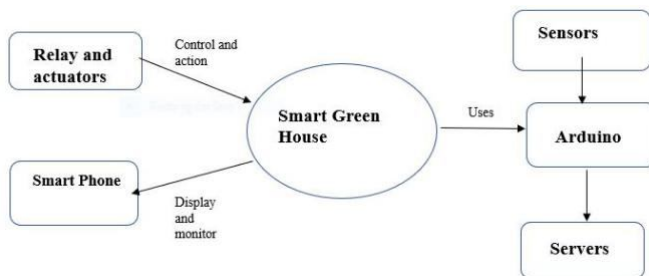 Relay and
actuators
Control and
action
Smart Green
House
Smart Phone
Display
and
monitor
Uses
Sensors
Arduino
Servers